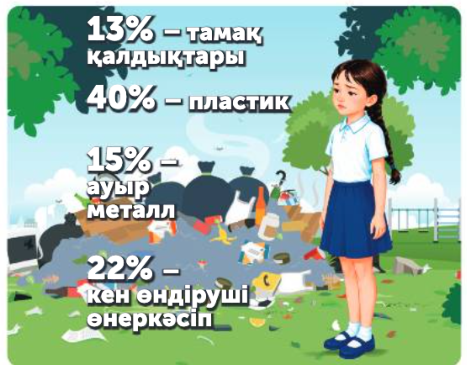 13% – тамақ
қалдықтары
40% – пластик
15% –
ауыр
металл
22% –
кен өндіруші
өнеркәсіп